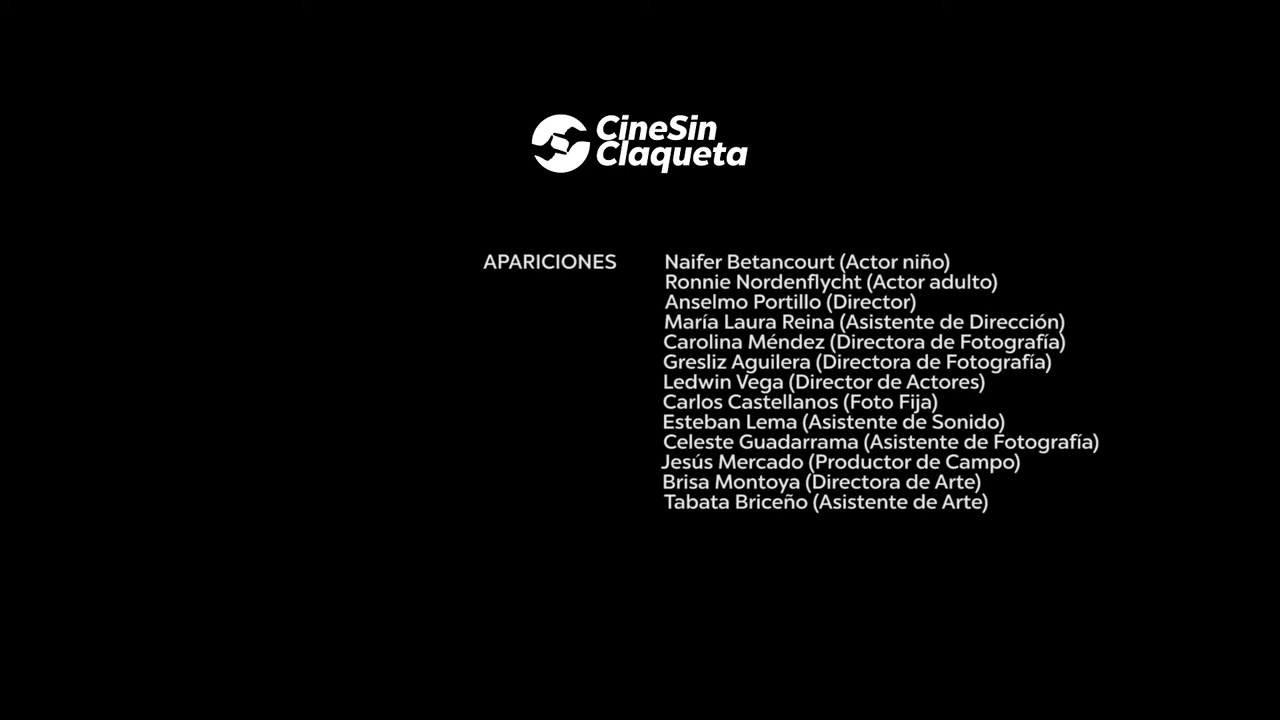 CineSin
Claqueta
APARICIONES
Naifer Betancourt (Actor niño)
Ronnie Nordenflycht (Actor adulto)
Anselmo Portillo (Director)
María Laura Reina (Asistente de Dirección)
Carolina Méndez (Directora de Fotografía)
Gresliz Aguilera (Directora de Fotografía)
Ledwin Vega (Director de Actores)
Carlos Castellanos (Foto Fija)
Esteban Lema (Asistente de Sonido)
Celeste Guadarrama (Asistente de Fotografía)
Jesús Mercado (Productor de Campo)
Brisa Montoya (Directora de Arte)
Tabata Briceño (Asistente de Arte)